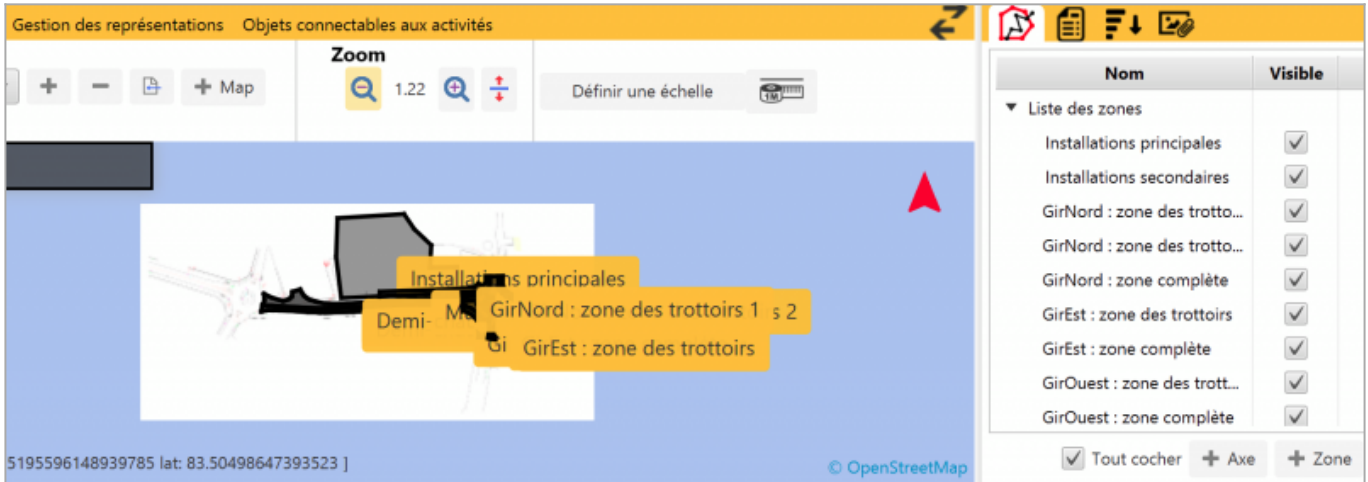 Gestion des représentations Objets connectables aux activités
Zoom
+ Map
1.22
Définir une échelle
1M
Installations principales
Demi-
GirNord : zone des trottoirs 1
s 2
Gi
GirEst : zone des trottoirs
5195596148939785 lat: 83.50498647393523 ]
© OpenStreetMap
Nom Visible
Liste des zones
Installations principales
Installations secondaires
GirNord : zone des trotto...
GirNord : zone des trotto...
GirNord : zone complète
GirEst : zone des trottoirs
GirEst : zone complète
GirOuest : zone des trott...
GirOuest : zone complète
Tout cocher + Axe + Zone